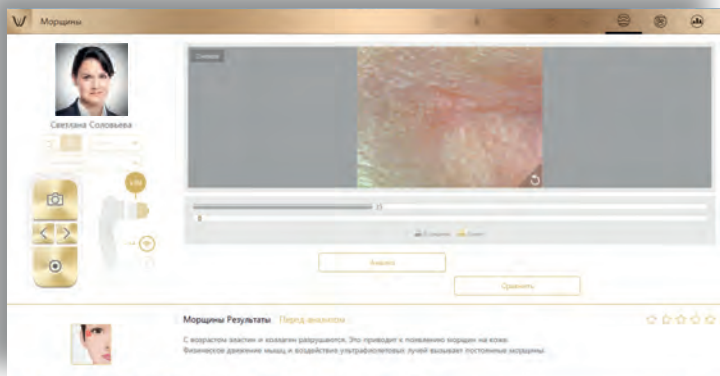 Морщины
Светлана Соловьева
Анализ
Сравнить
Морщины Результаты Перед анализом
С возрастом эластин и коллаген разрушаются. Это приводит к появлению морщин на коже.
Физическое движение мышц и воздействие ультрафиолетовых лучей вызывает постоянные морщины.